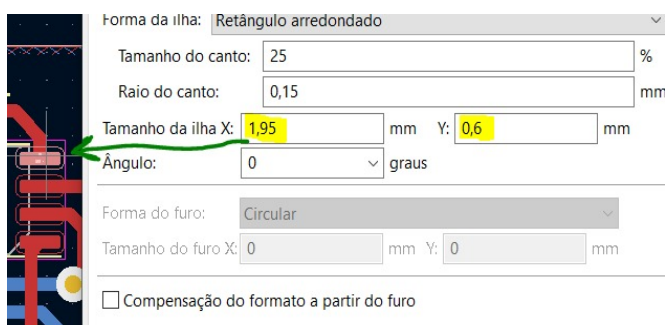 Forma da ilha: Retângulo arredondado
Tamanho do canto: 25 %
Raio do canto: 0,15 mm
Tamanho da ilha X: 1,95 mm Y: 0,6 mm
Ângulo: 0 graus
Forma do furo: Circular
Tamanho do furo X: 0 mm Y: 0 mm
Compensação do formato a partir do furo